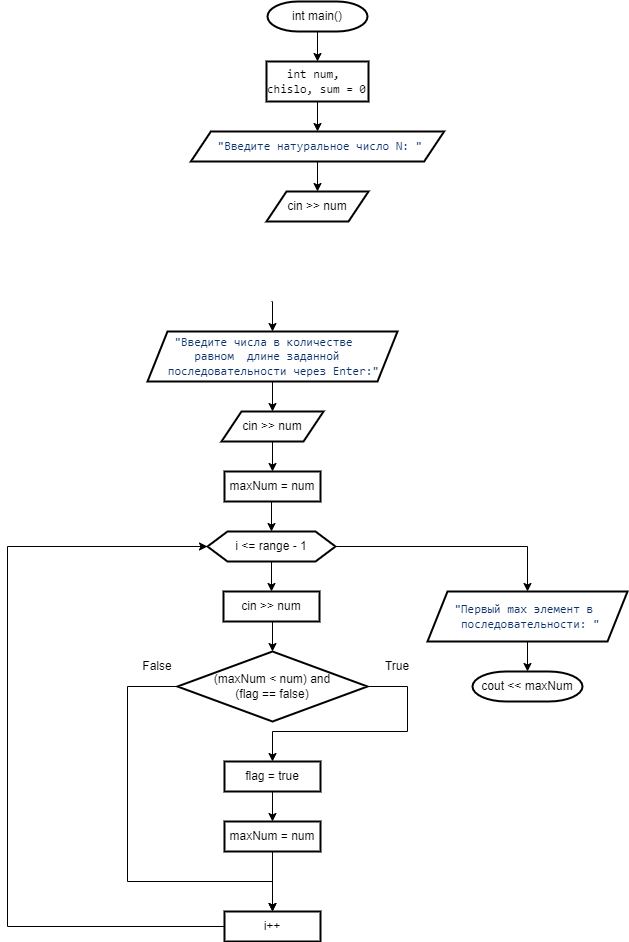 int main()
int num,
chislo, sum = 0
"Введите натуральное число N: "
cin >> num
"Введите числа в количестве
равном длине заданной
последовательности через Enter:"
cin >> num
maxNum = num
i <= range - 1
cin >> num
"Первый max элемент в
последовательности: "
False
True
(maxNum < num) and
(flag == false)
cout << maxNum
flag = true
maxNum = num
i++